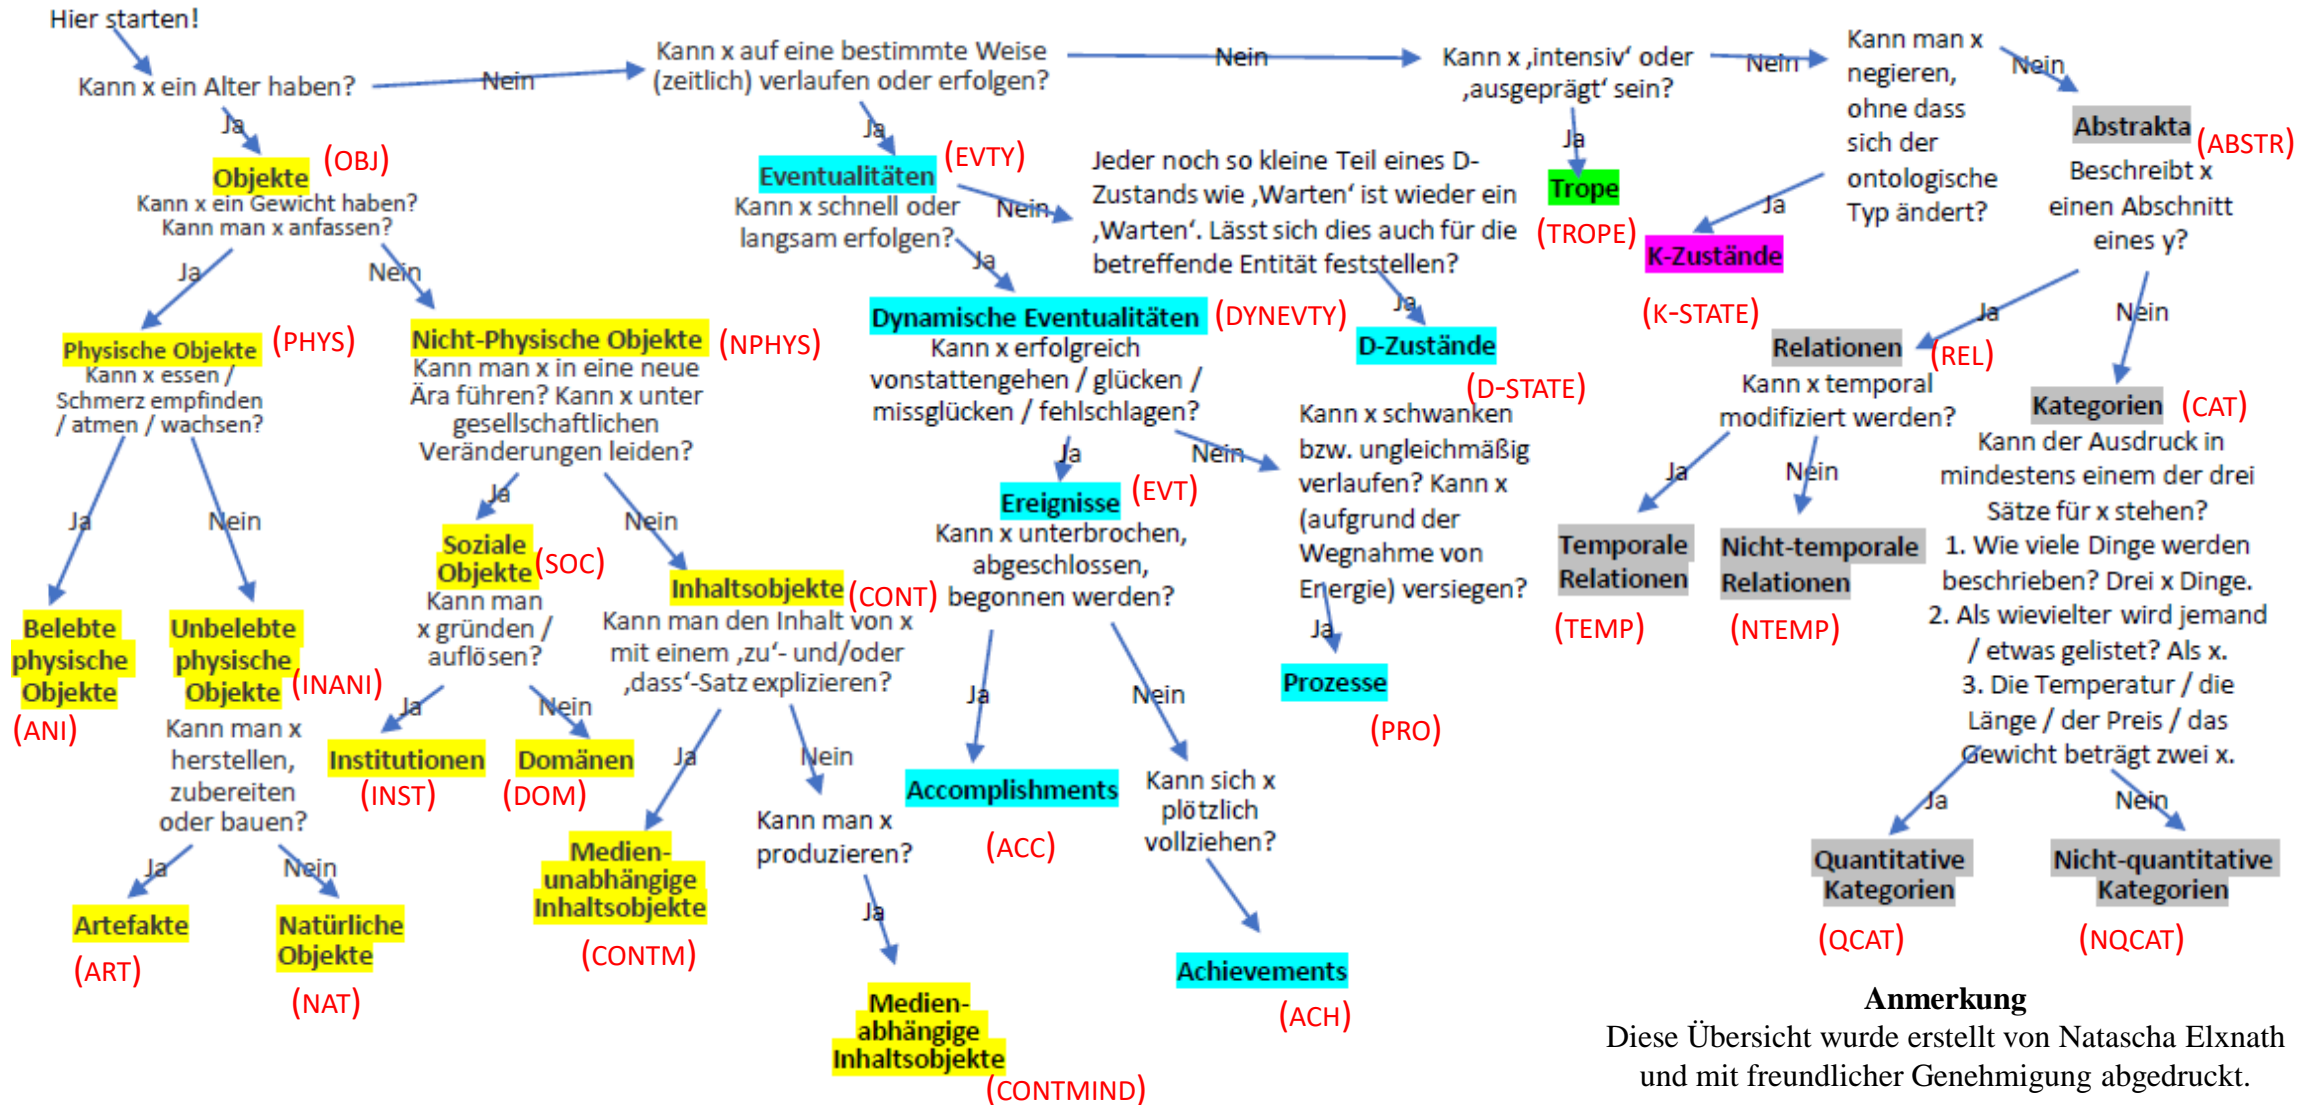 Hier starten!
Kann x ein Alter haben?
Nein
Ja
Objekte
(OBJ)
Kann x ein Gewicht haben?
Kann man x anfassen?
Ja
Nein
Physische Objekte
(PHYS)
Kann x essen /
Schmerz empfinden
/ atmen / wachsen?
Ja
Nein
Belebte
physische
Objekte
(ANI)
Unbelebte
physische
Objekte
(INANI)
Kann man x
herstellen,
zubereiten
oder bauen?
Ja
Nein
Artefakte
(ART)
Natürliche
Objekte
(NAT)
Nicht-Physische Objekte
(NPHYS)
Kann man x in eine neue
Ära führen? Kann x unter
gesellschaftlichen
Veränderungen leiden?
Ja
Nein
Soziale
Objekte
(SOC)
Kann man
x gründen /
auflösen?
Ja
Nein
Institutionen
(INST)
Domänen
(DOM)
Inhaltsobjekte
(CONT)
Kann man den Inhalt von x
mit einem ‚zu‘- und/oder
‚dass‘-Satz explizieren?
Ja
Nein
Medien-
unabhängige
Inhaltsobjekte
(CONTM)
Kann man x
produzieren?
Ja
Medien-
abhängige
Inhaltsobjekte
(CONTMIND)
Kann x auf eine bestimmte Weise
(zeitlich) verlaufen oder erfolgen?
Nein
Ja
Eventualitäten
(EVTY)
Kann x schnell oder
langsam erfolgen?
Nein
Ja
Jeder noch so kleine Teil eines D-
Zustands wie ‚Warten‘ ist wieder ein
‚Warten‘. Lässt sich dies auch für die
betreffende Entität feststellen?
Ja
D-Zustände
(D-STATE)
Dynamische Eventualitäten
(DYNEVTY)
Kann x erfolgreich
vonstattengehen / glücken /
missglücken / fehlschlagen?
Ja
Nein
Ereignisse
(EVT)
Kann x unterbrochen,
abgeschlossen,
begonnen werden?
Ja
Nein
Accomplishments
(ACC)
Kann sich x
plötzlich
vollziehen?
Achievements
(ACH)
Kann x schwanken
bzw. ungleichmäßig
verlaufen? Kann x
(aufgrund der
Wegnahme von
Energie) versiegen?
Ja
Prozesse
(PRO)
Kann x ‚intensiv‘ oder
‚ausgeprägt‘ sein?
Nein
Ja
Trope
(TROPE)
Kann man x
negieren,
ohne dass
sich der
ontologische
Typ ändert?
Nein
Ja
K-Zustände
(K-STATE)
Abstrakta
(ABSTR)
Beschreibt x
einen Abschnitt
eines y?
Ja
Nein
Relationen
(REL)
Kann x temporal
modifiziert werden?
Ja
Nein
Temporale
Relationen
(TEMP)
Nicht-temporale
Relationen
(NTEMP)
Kategorien
(CAT)
Kann der Ausdruck in
mindestens einem der drei
Sätze für x stehen?
1. Wie viele Dinge werden
beschrieben? Drei x Dinge.
2. Als wievielter wird jemand
/ etwas gelistet? Als x.
3. Die Temperatur / die
Länge / der Preis / das
Gewicht beträgt zwei x.
Ja
Nein
Quantitative
Kategorien
(QCAT)
Nicht-quantitative
Kategorien
(NQCAT)
Anmerkung
Diese Übersicht wurde erstellt von Natascha Elxnath
und mit freundlicher Genehmigung abgedruckt.